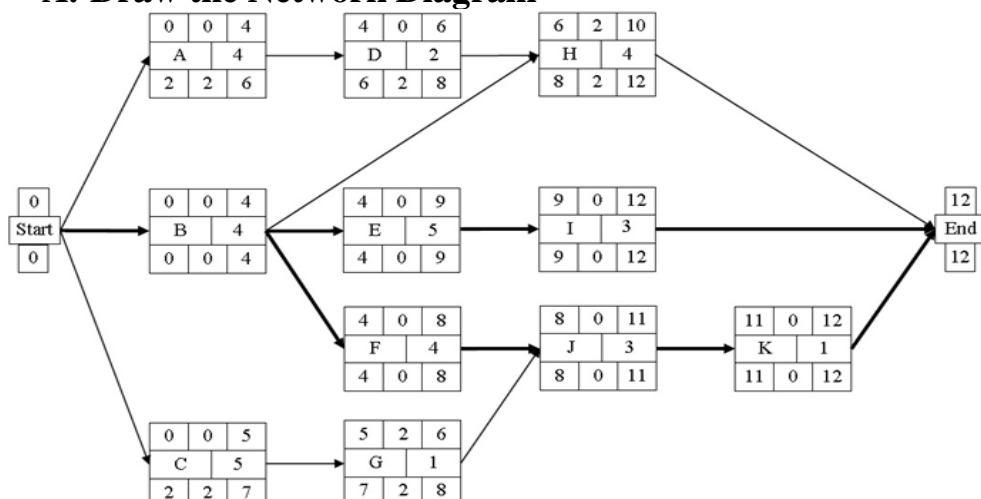 A. Draw the Network Diagram
0 0 4
A 4
2 2 6
4 0 6
D 2
6 2 8
6 2 10
H 4
8 2 12
0
Start
0
0 0 4
B 4
0 0 4
4 0 9
E 5
4 0 9
9 0 12
I 3
9 0 12
12
End
12
4 0 8
F 4
4 0 8
8 0 11
J 3
8 0 11
11 0 12
K 1
11 0 12
0 0 5
C 5
2 2 7
5 2 6
G 1
7 2 8